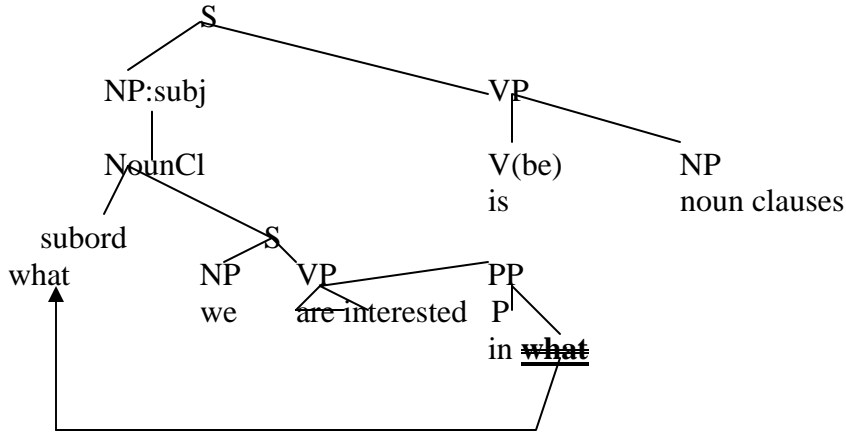 S
NP:subj VP
NounCl V(be) NP
is noun clauses
subord S
what NP VP PP
we are interested P
in what